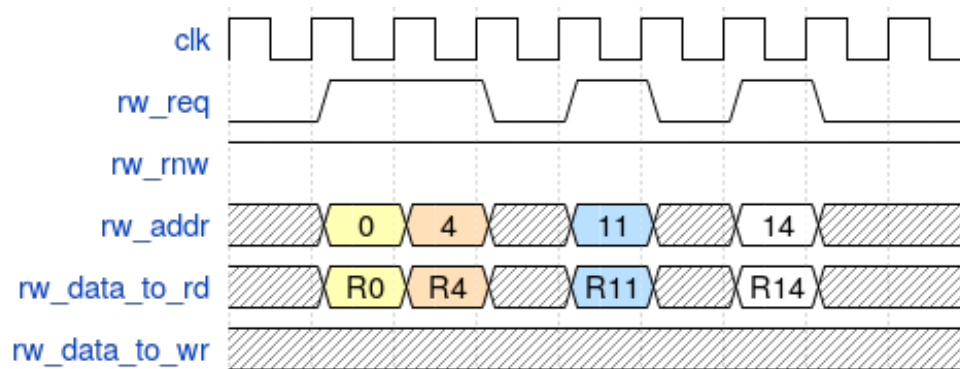 clk
rw_req
rw_rnw
rw_addr 0 4 11 14
rw_data_to_rd R0 R4 R11 R14
rw_data_to_wr